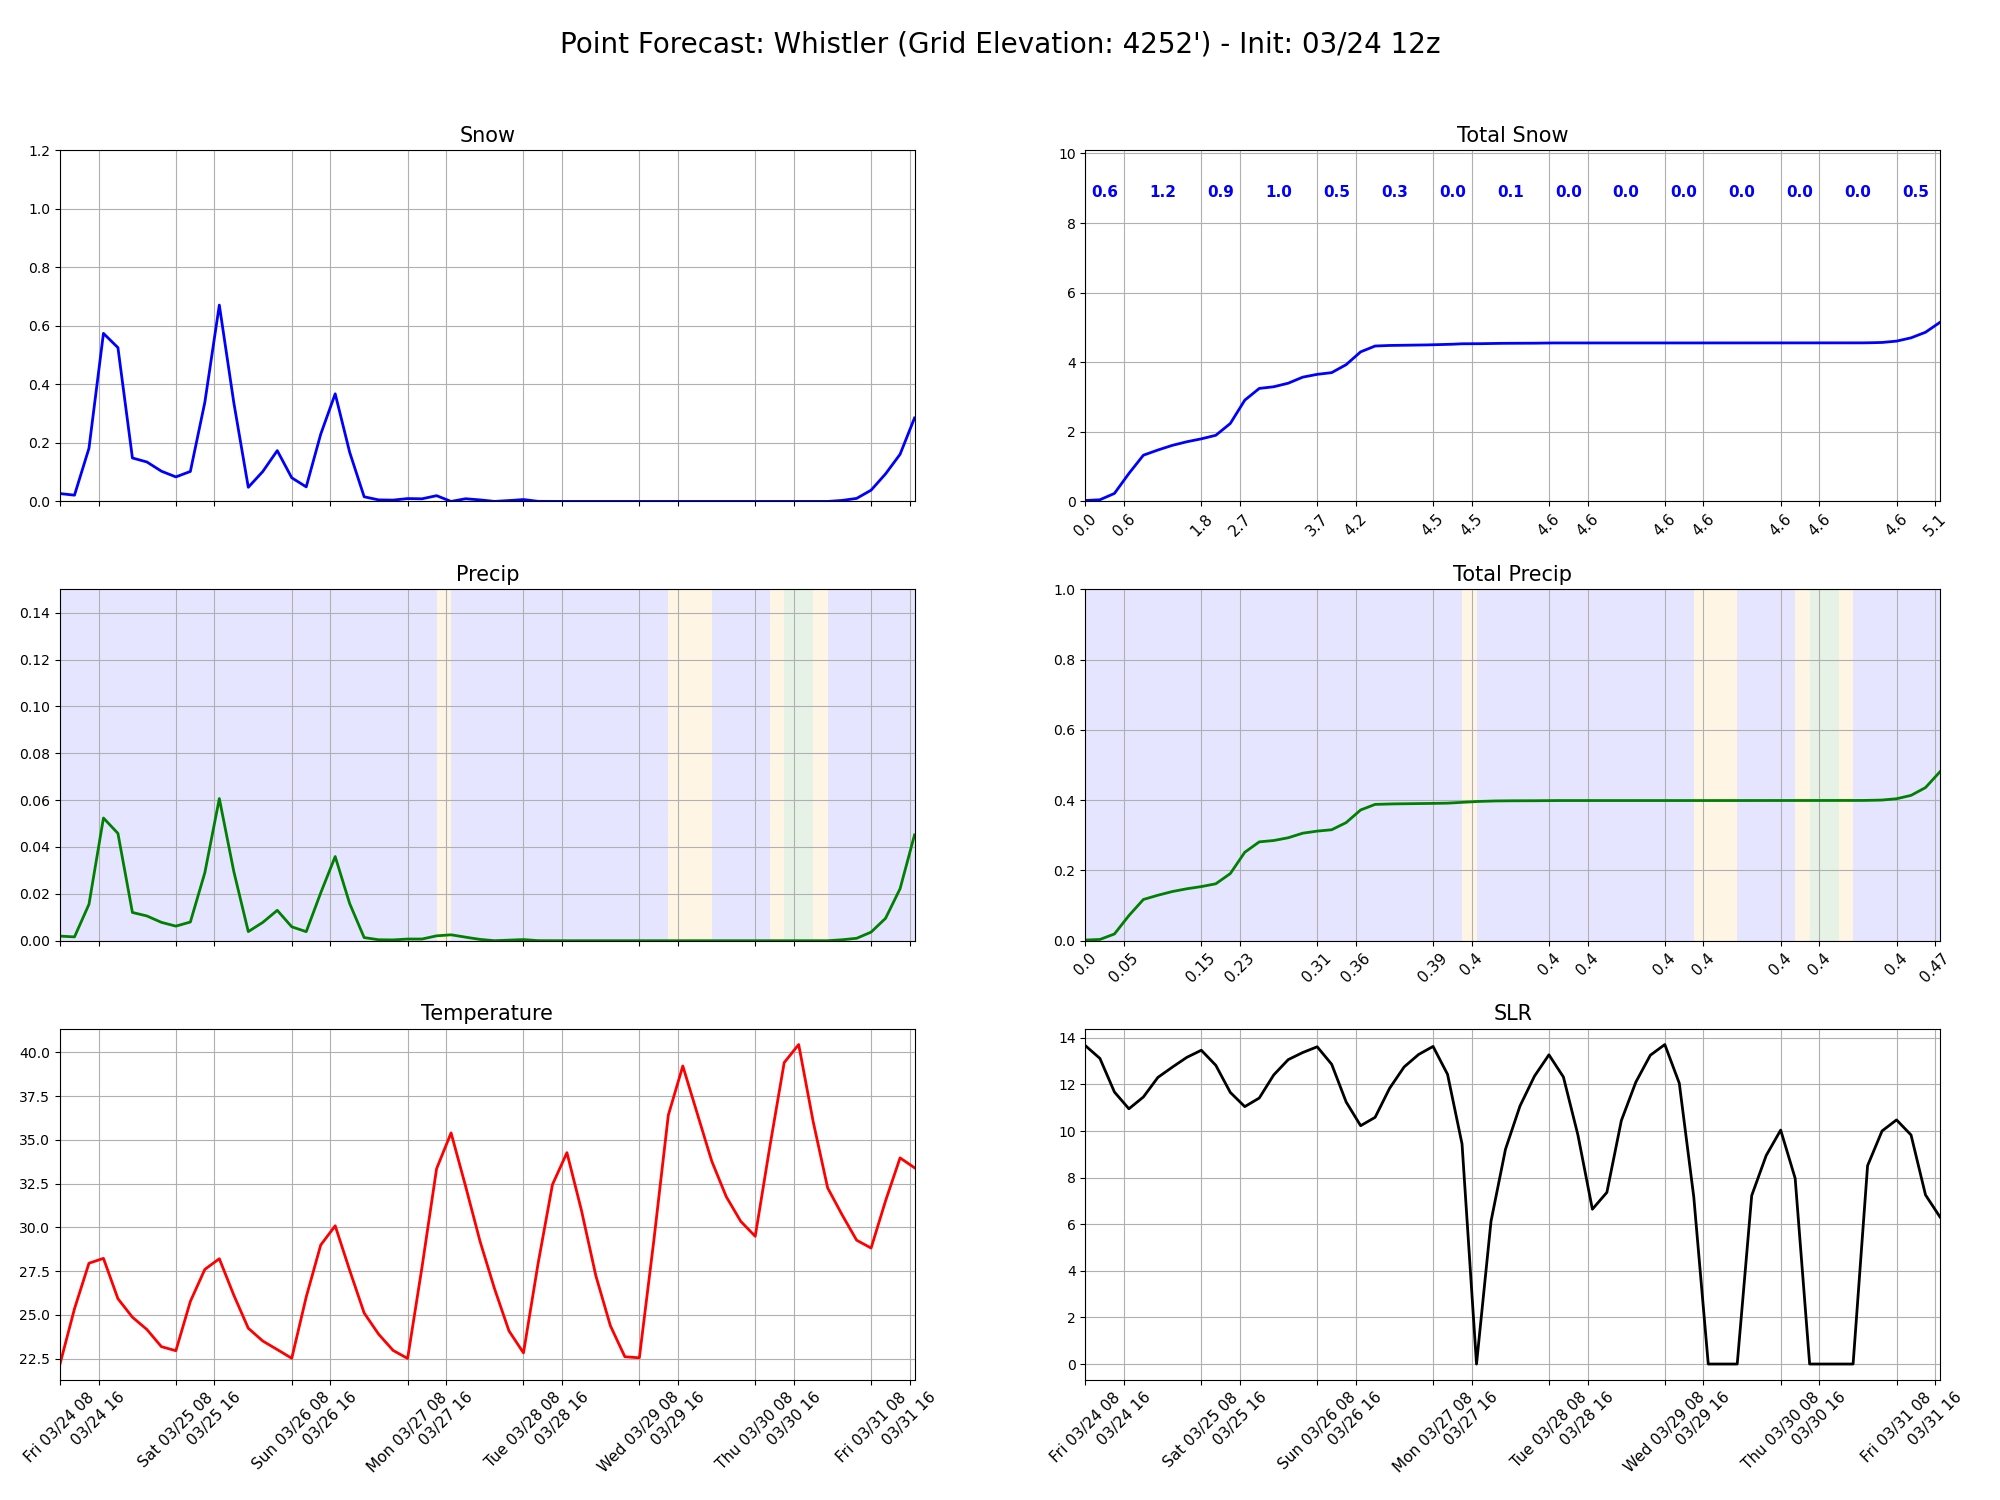 Point Forecast: Whistler (Grid Elevation: 4252') - Init: 03/24 12z
Snow
1.2
1.0
0.8
0.6
0.4
0.2
0.0
Total Snow
10
8
6
4
2
0
0.6 1.2 0.9 1.0 0.5 0.3 0.0 0.1 0.0 0.0 0.0 0.0 0.0 0.0 0.5
0.0 0.6 1.8 2.7 3.7 4.2 4.5 4.5 4.6 4.6 4.6 4.6 4.6 4.6 4.6 5.1
Precip
0.14
0.12
0.10
0.08
0.06
0.04
0.02
0.00
Total Precip
1.0
0.8
0.6
0.4
0.2
0.0
0.0 0.05 0.15 0.23 0.31 0.36 0.39 0.4 0.4 0.4 0.4 0.4 0.4 0.4 0.4 0.47
Temperature
40.0
37.5
35.0
32.5
30.0
27.5
25.0
22.5
Fri 03/24 08
03/24 16
Sat 03/25 08
03/25 16
Sun 03/26 08
03/26 16
Mon 03/27 08
03/27 16
Tue 03/28 08
03/28 16
Wed 03/29 08
03/29 16
Thu 03/30 08
03/30 16
Fri 03/31 08
03/31 16
SLR
14
12
10
8
6
4
2
0
Fri 03/24 08
03/24 16
Sat 03/25 08
03/25 16
Sun 03/26 08
03/26 16
Mon 03/27 08
03/27 16
Tue 03/28 08
03/28 16
Wed 03/29 08
03/29 16
Thu 03/30 08
03/30 16
Fri 03/31 08
03/31 16